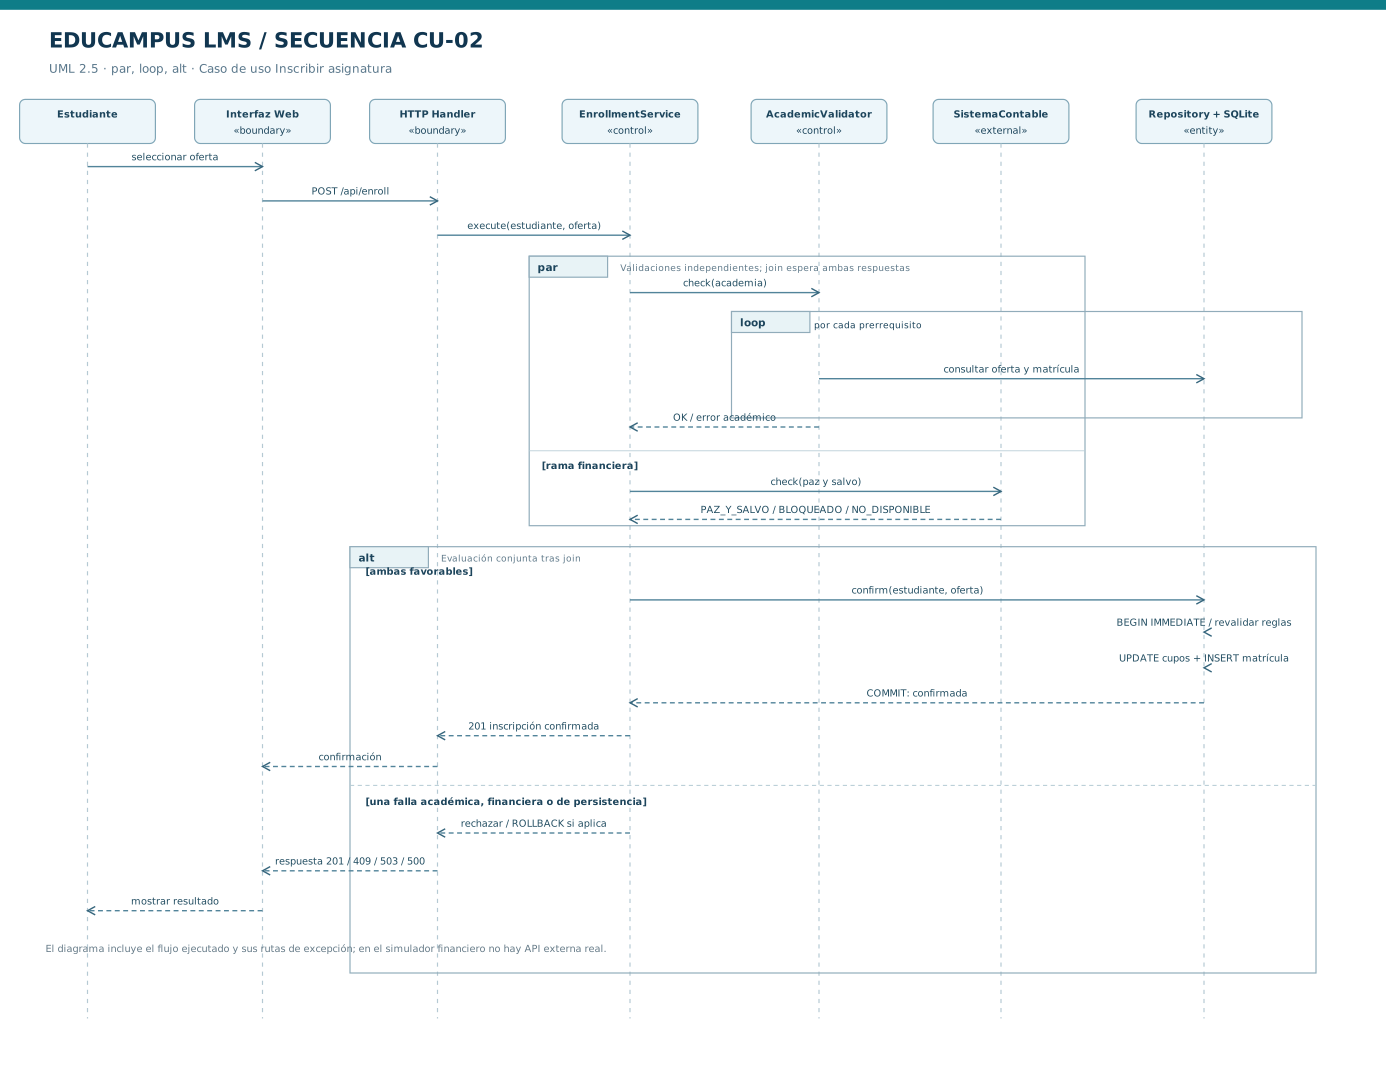 EDUCAMPUS LMS / SECUENCIA CU-02
UML 2.5 · par, loop, alt · Caso de uso Inscribir asignatura
Estudiante
Interfaz Web
«boundary»
HTTP Handler
«boundary»
EnrollmentService
«control»
AcademicValidator
«control»
SistemaContable
«external»
Repository + SQLite
«entity»
seleccionar oferta
POST /api/enroll
execute(estudiante, oferta)
par
Validaciones independientes; join espera ambas respuestas
check(academia)
loop
por cada prerrequisito
consultar oferta y matrícula
OK / error académico
[rama financiera]
check(paz y salvo)
PAZ_Y_SALVO / BLOQUEADO / NO_DISPONIBLE
alt
Evaluación conjunta tras join
[ambas favorables]
confirm(estudiante, oferta)
BEGIN IMMEDIATE / revalidar reglas
UPDATE cupos + INSERT matrícula
COMMIT: confirmada
201 inscripción confirmada
confirmación
[una falla académica, financiera o de persistencia]
rechazar / ROLLBACK si aplica
respuesta 201 / 409 / 503 / 500
mostrar resultado
El diagrama incluye el flujo ejecutado y sus rutas de excepción; en el simulador financiero no hay API externa real.